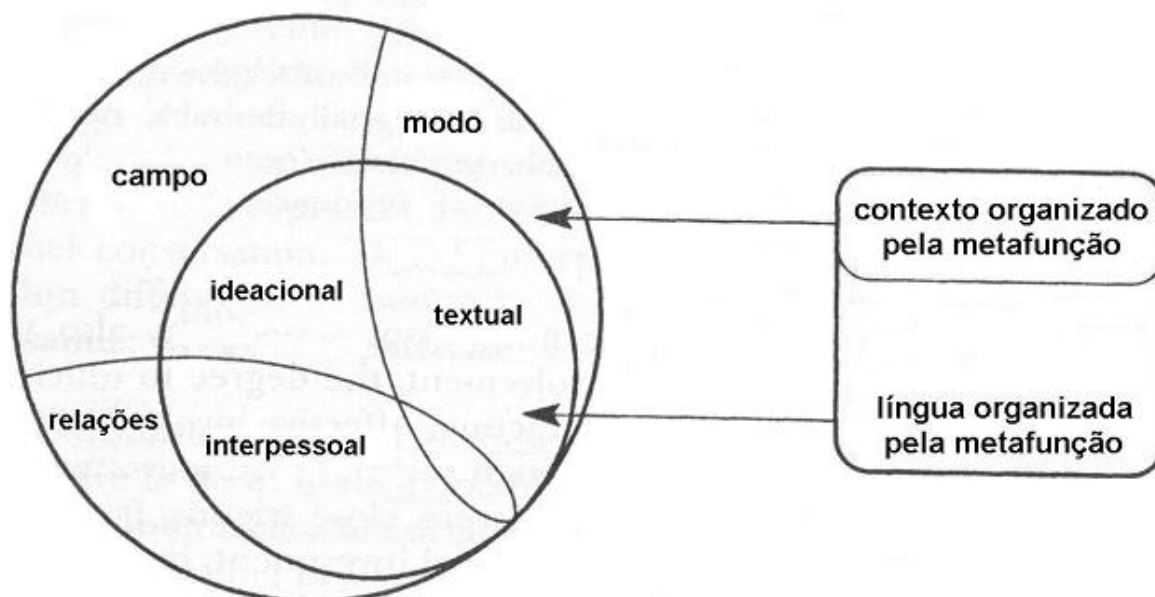 modo
campo
contexto organizado
pela metafunção
ideacional
textual
relações
interpessoal
língua organizada
pela metafunção